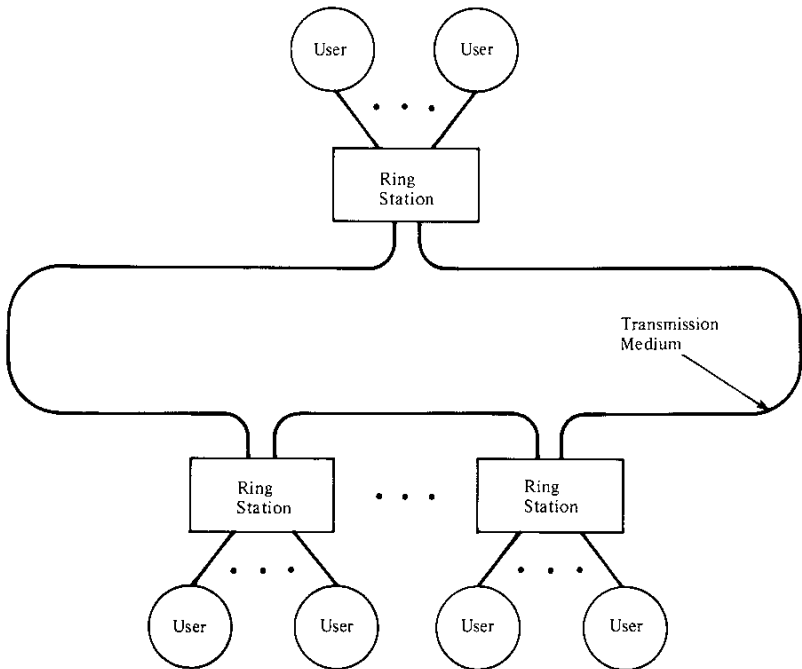 User
User
Ring
Station
Transmission
Medium
Ring
Station
Ring
Station
User
User
User
User